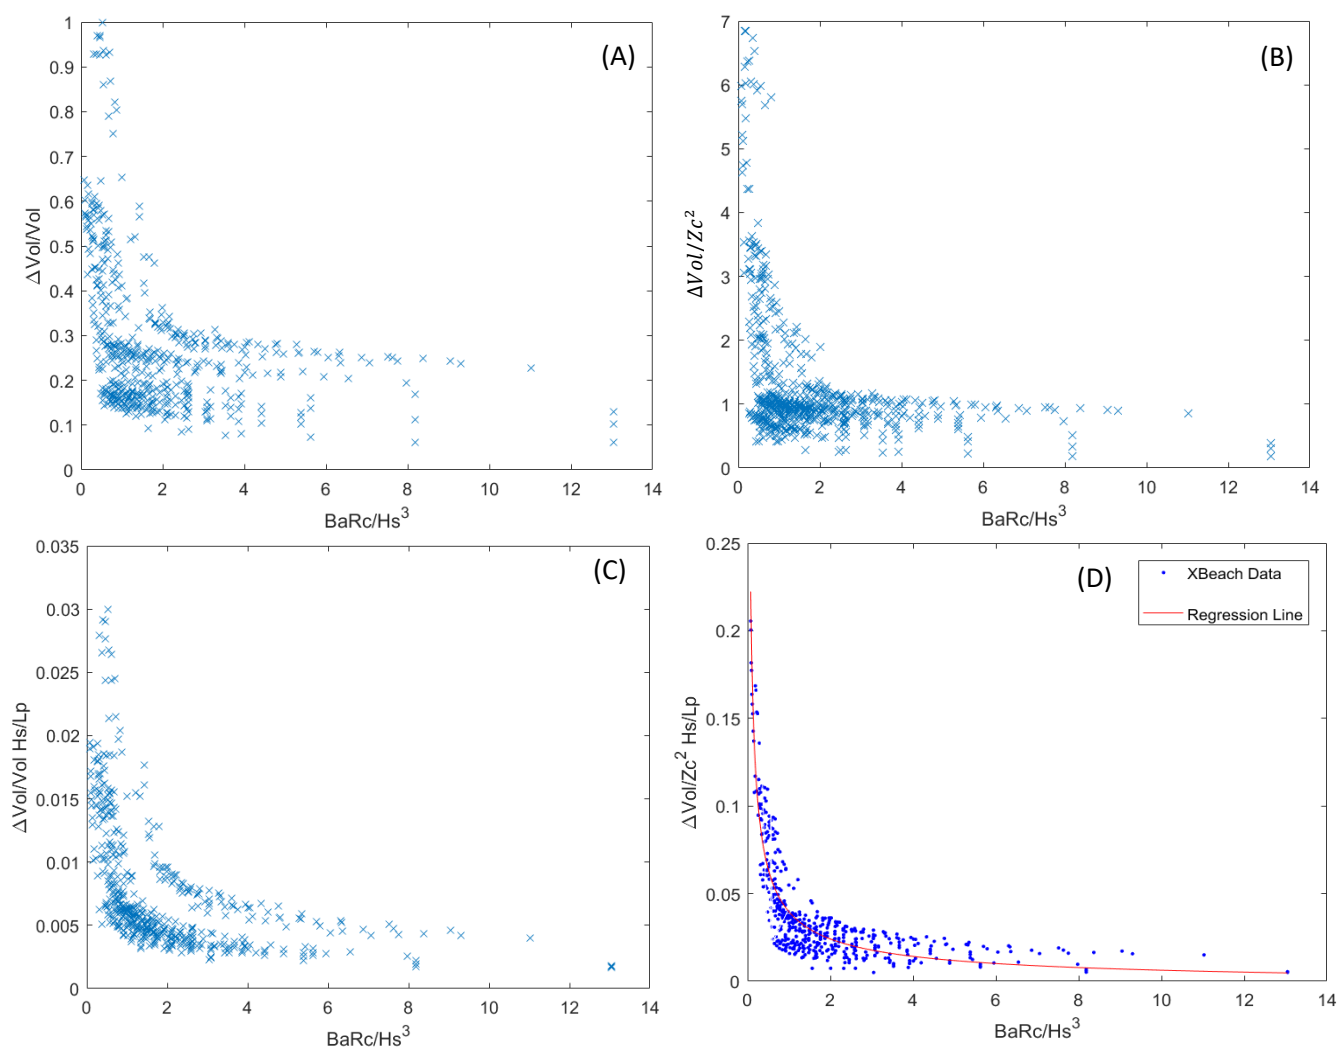 (A)
1
0.9
0.8
0.7
0.6
0.5
0.4
0.3
0.2
0.1
0
ΔVol/Vol
0 2 4 6 8 10 12 14
BaRc/Hs³
(B)
7
6
5
4
3
2
1
0
ΔVol/Zc²
0 2 4 6 8 10 12 14
BaRc/Hs³
(C)
0.035
0.03
0.025
0.02
0.015
0.01
0.005
0
ΔVol/Vol Hs/Lp
0 2 4 6 8 10 12 14
BaRc/Hs³
(D)
XBeach Data
Regression Line
0.25
0.2
0.15
0.1
0.05
0
ΔVol/Zc² Hs/Lp
0 2 4 6 8 10 12 14
BaRc/Hs³